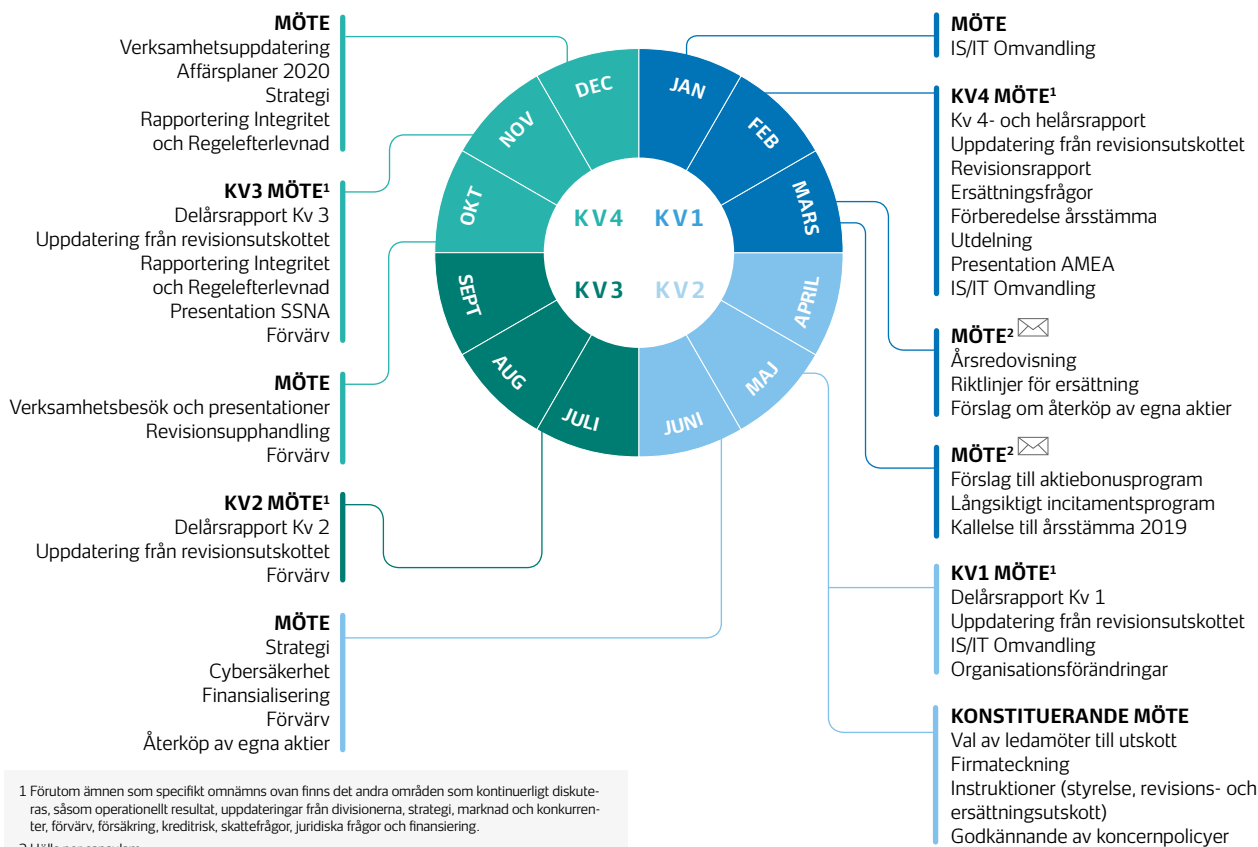 MÖTE
Verksamhetsuppdatering
Affärsplaner 2020
Strategi
Rapportering Integritet
och Regelefterlevnad
KV3 MÖTE¹
Delårsrapport Kv 3
Uppdatering från revisionsutskottet
Rapportering Integritet
och Regelefterlevnad
Presentation SSNA
Förvärv
MÖTE
Verksamhetsbesök och presentationer
Revisionsupphandling
Förvärv
KV2 MÖTE¹
Delårsrapport Kv 2
Uppdatering från revisionsutskottet
Förvärv
MÖTE
Strategi
Cybersäkerhet
Finansialisering
Förvärv
Återköp av egna aktier
JAN
FEB
MARS
APRIL
MAJ
JUNI
JULI
AUG
SEPT
OKT
NOV
DEC
KV4 KV1
KV3 KV2
MÖTE
IS/IT Omvandling
KV4 MÖTE¹
Kv 4- och helårsrapport
Uppdatering från revisionsutskottet
Revisionsrapport
Ersättningsfrågor
Förberedelse årsstämma
Utdelning
Presentation AMEA
IS/IT Omvandling
MÖTE²
Årsredovisning
Riktlinjer för ersättning
Förslag om återköp av egna aktier
MÖTE²
Förslag till aktiebonusprogram
Långsiktigt incitamentsprogram
Kallelse till årsstämma 2019
KV1 MÖTE¹
Delårsrapport Kv 1
Uppdatering från revisionsutskottet
IS/IT Omvandling
Organisationsförändringar
KONSTITUERANDE MÖTE
Val av ledamöter till utskott
Firmateckning
Instruktioner (styrelse, revisions- och
ersättningsutskott)
Godkännande av koncernpolicyer
1 Förutom ämnen som specifikt omnämns ovan finns det andra områden som kontinuerligt diskute-
ras, såsom operationellt resultat, uppdateringar från divisionerna, strategi, marknad och konkurren-
ter, förvärv, försäkring, kreditrisk, skattefrågor, juridiska frågor och finansiering.